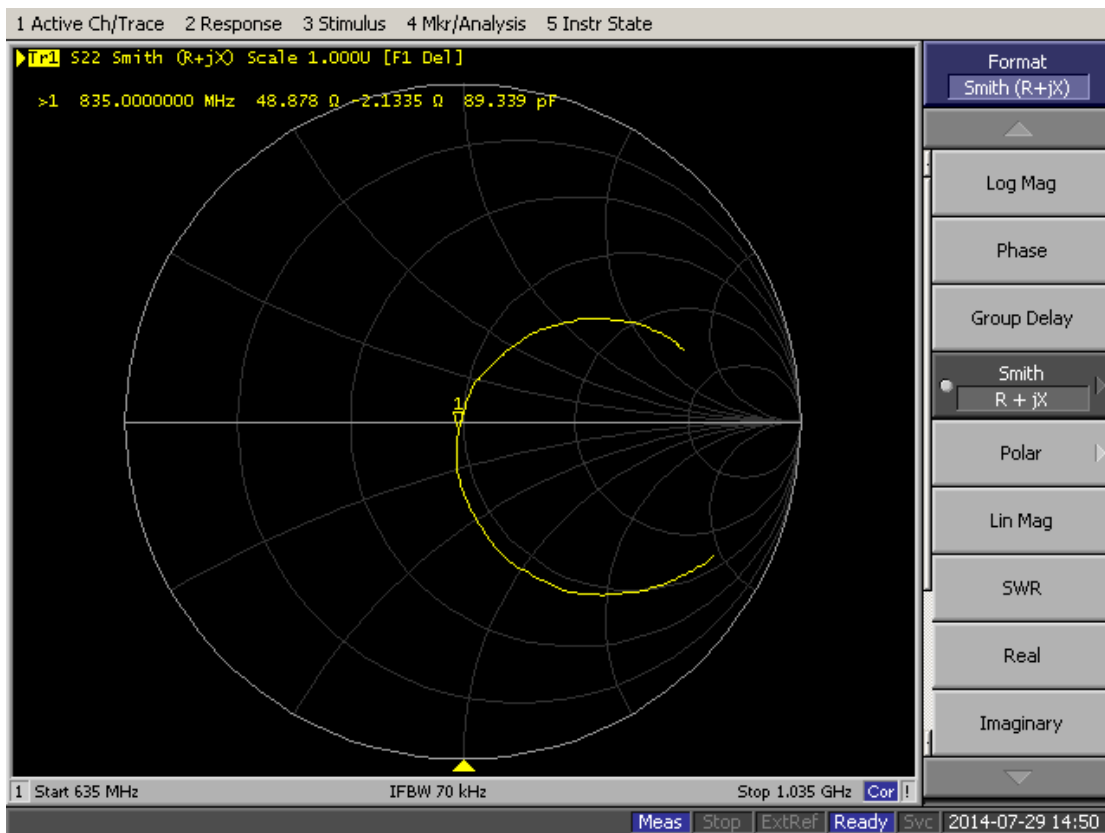 1 Active Ch/Trace 2 Response 3 Stimulus 4 Mkr/Analysis 5 Instr State
Tr1 S22 Smith (R+jX) Scale 1.000U [F1 Del]
>1 835.0000000 MHz 48.878 Ω -2.1335 Ω 89.339 pF
1
Format
Smith (R+jX)
Log Mag
Phase
Group Delay
Smith
R + jX
Polar
Lin Mag
SWR
Real
Imaginary
1 Start 635 MHz IFBW 70 kHz Stop 1.035 GHz Cor !
Meas Stop ExtRef Ready Svc 2014-07-29 14:50